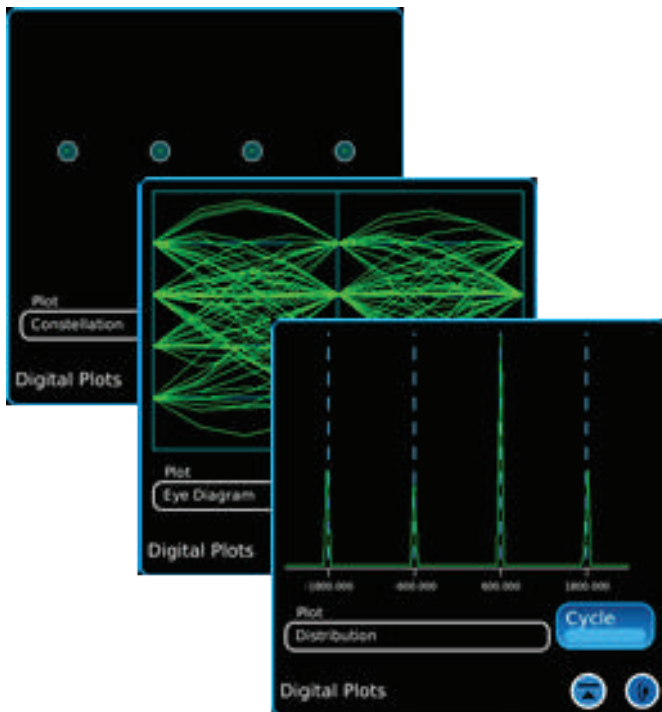 Plot
Constellation
Digital Plots
Plot
Eye Diagram
Digital Plots
-1800.000 -600.000 600.000 1800.000
Plot
Distribution
Cycle
Digital Plots